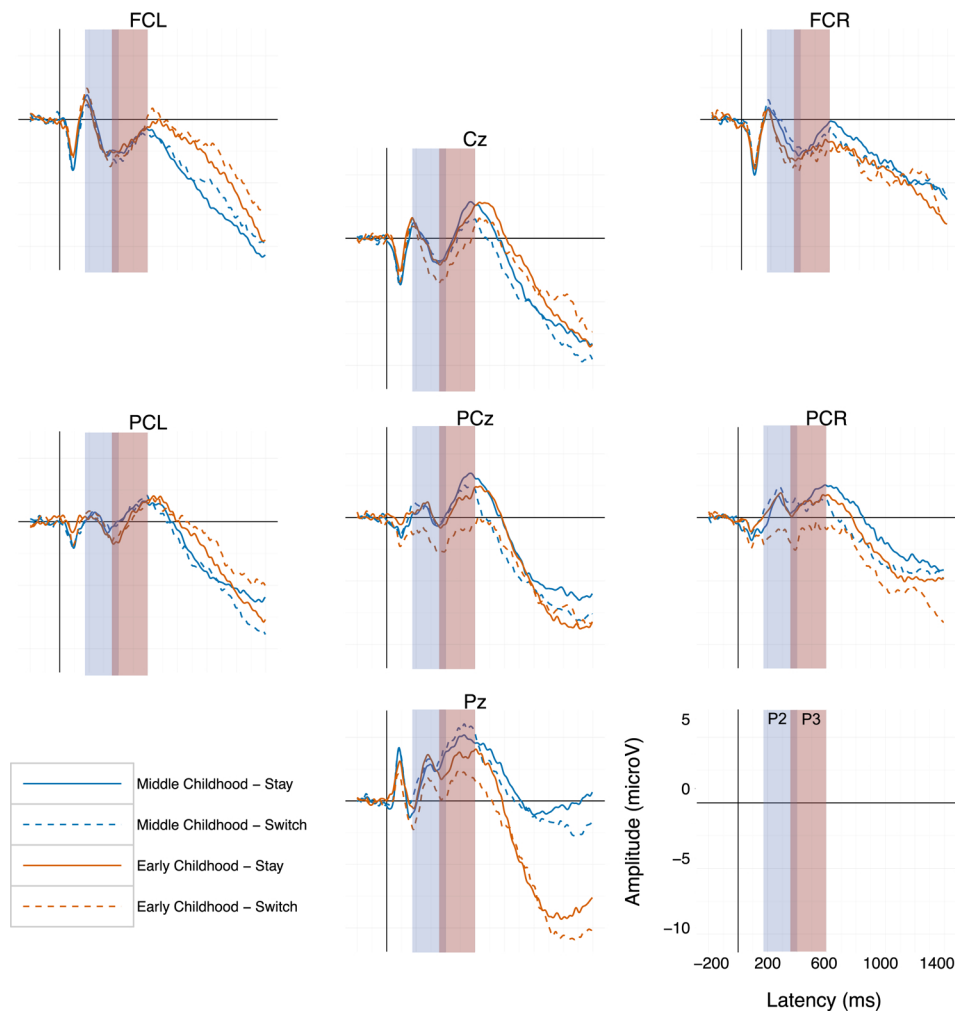 FCL
FCR
Cz
PCL
PCz
PCR
Pz
Middle Childhood – Stay
Middle Childhood – Switch
Early Childhood – Stay
Early Childhood – Switch
P2 P3
5
0
−5
−10
Amplitude (microV)
−200 200 600 1000 1400
Latency (ms)